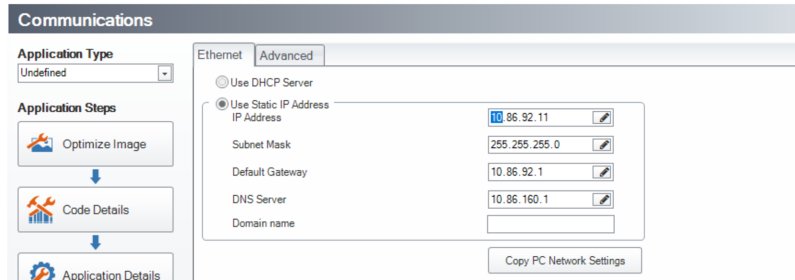 Communications
Application Type
Undefined
Application Steps
Optimize Image
Code Details
Application Details
Ethernet
Advanced
Use DHCP Server
Use Static IP Address
IP Address
10.86.92.11
Subnet Mask
255.255.255.0
Default Gateway
10.86.92.1
DNS Server
10.86.160.1
Domain name
Copy PC Network Settings